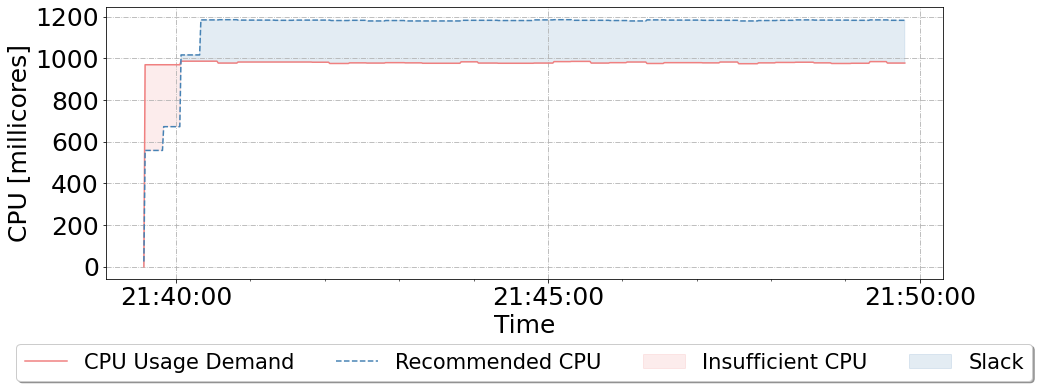 CPU [millicores]
1200
1000
800
600
400
200
0
21:40:00 21:45:00 21:50:00
Time
CPU Usage Demand Recommended CPU Insufficient CPU Slack